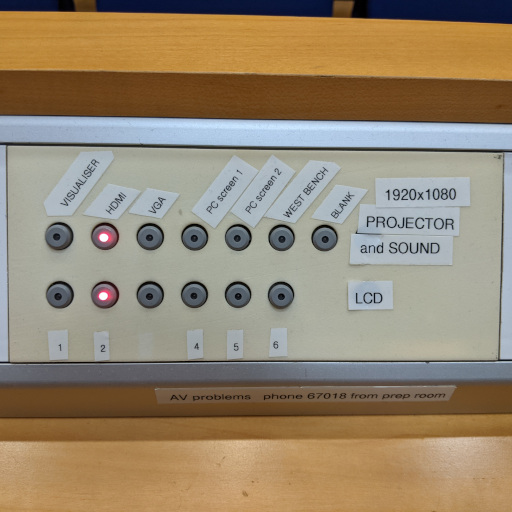 VISUALISER
HDMI
VGA
PC screen 1
PC screen 2
WEST BENCH
BLANK
1920x1080
PROJECTOR
and SOUND
LCD
1
2
4
5
6
AV problems phone 67018 from prep room